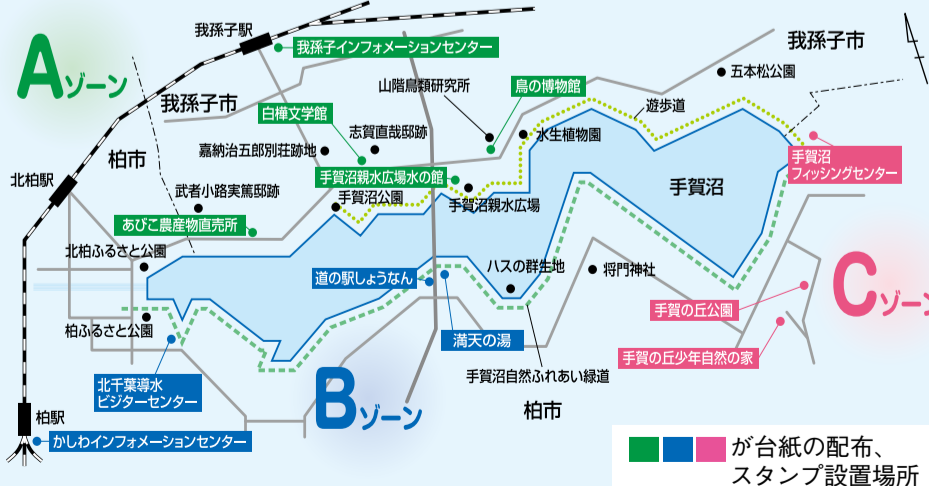 Aゾーン
我孫子駅
我孫子インフォメーションセンター
我孫子市
我孫子市
五本松公園
山階鳥類研究所
鳥の博物館
遊歩道
白樺文学館
志賀直哉邸跡
水生植物園
嘉納治五郎別荘跡地
柏市
手賀沼
フィッシングセンター
北柏駅
手賀沼親水広場水の館
手賀沼
武者小路実篤邸跡
手賀沼公園
手賀沼親水広場
あびこ農産物直売所
北柏ふるさと公園
ハスの群生地
将門神社
道の駅しょうなん
Cゾーン
手賀の丘公園
柏ふるさと公園
満天の湯
手賀の丘少年自然の家
手賀沼自然ふれあい緑道
北千葉導水
ビジターセンター
Bゾーン
柏市
柏駅
かしわインフォメーションセンター
が台紙の配布、
スタンプ設置場所